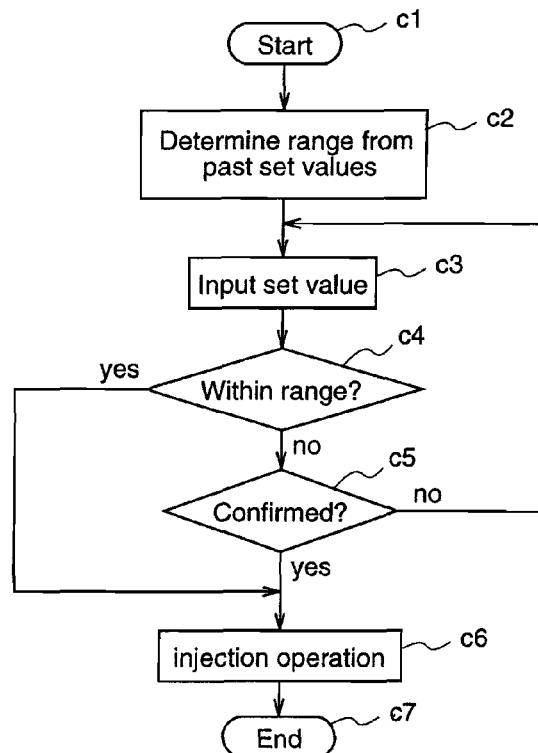 Start
c1
Determine range from
past set values
c2
Input set value
c3
Within range?
c4
yes
no
Confirmed?
c5
no
yes
injection operation
c6
End
c7